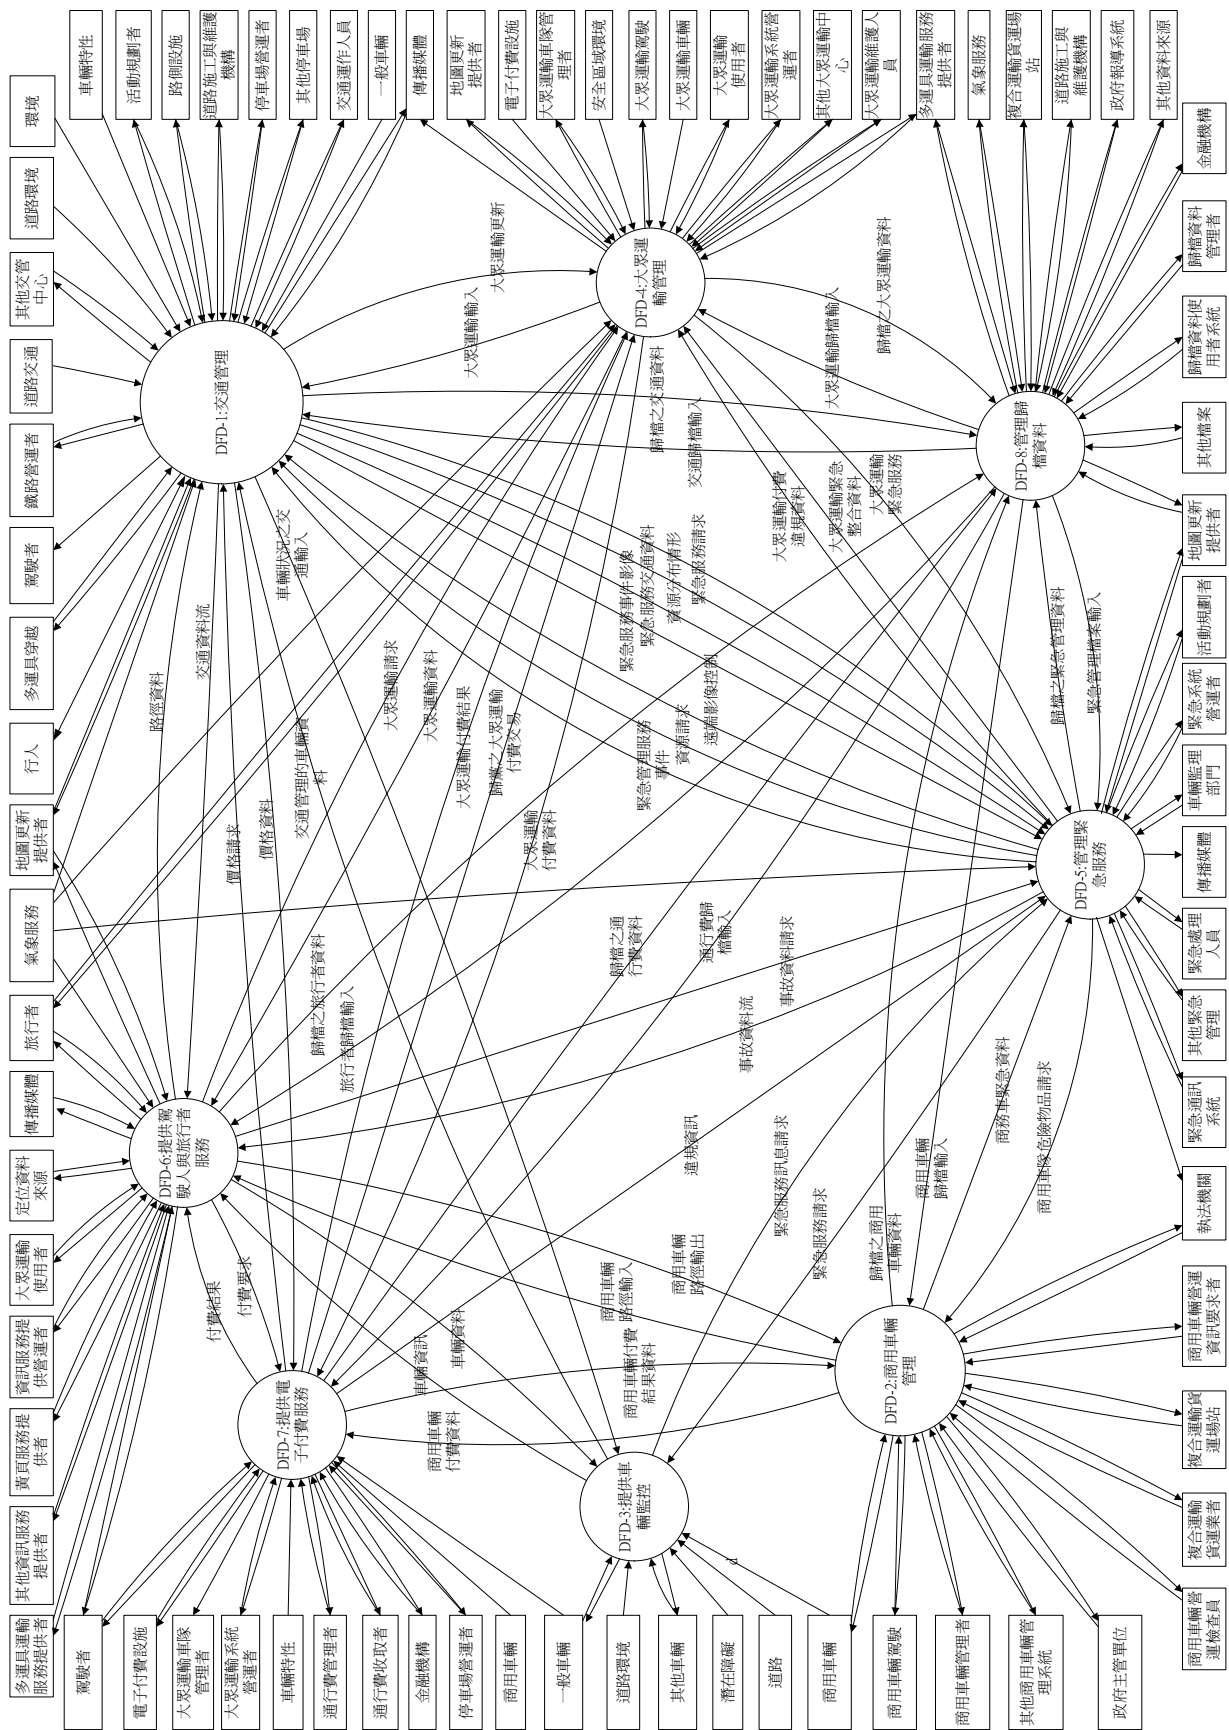 環境
道路環境
其他交管
中心
道路交通
鐵路營運者
駕駛者
多運具穿越
行人
地圖更新
提供者
氣象服務
旅行者
傳播媒體
定位資料
來源
大眾運輸
使用者
資訊服務提
供營運者
黃頁服務提
供者
其他資訊服務
提供者
多運具運輸
服務提供者
車輛特性
活動規劃者
路側設施
道路施工與維護
機構
停車場營運者
其他停車場
交通運作人員
一般車輛
傳播媒體
地圖更新
提供者
電子付費設施
大眾運輸車隊管
理者
安全區域環境
大眾運輸駕駛
大眾運輸車輛
大眾運輸
使用者
大眾運輸系統營
運者
其他大眾運輸中
心
大眾運輸維護人
員
多運具運輸服務
提供者
氣象服務
複合運輸貨運場
站
道路施工與
維護機構
政府報導系統
其他資料來源
金融機構
歸檔資料
管理者
歸檔資料使
用者系統
其他檔案
地圖更新
提供者
活動規劃者
緊急系統
營運者
車輛監理
部門
傳播媒體
緊急處理
人員
其他緊急
管理
緊急通訊
系統
執法機關
商用車輛營運
資訊要求者
複合運輸貨
運場站
複合運輸
貨運業者
商用車輛營
運檢查員
駕駛者
電子付費設施
大眾運輸車隊
管理者
大眾運輸系統
營運者
車輛特性
通行費管理者
通行費收取者
金融機構
停車場營運者
商用車輛
一般車輛
道路環境
其他車輛
潛在障礙
道路
商用車輛
商用車輛駕駛
商用車輛管理者
其他商用車輛管
理系統
政府主管單位
DFD-1:交通管理
DFD-4:大眾運
輸管理
DFD-8:管理歸
檔資料
DFD-5:管理緊
急服務
DFD-6:提供駕
駛人與旅行者
服務
DFD-7:提供電
子付費服務
DFD-3:提供車
輛監控
DFD-2:商用車輛
管理
大眾運輸更新
大眾運輸輸入
歸檔之大眾運輸資料
大眾運輸歸檔輸入
歸檔之交通資料
交通歸檔輸入
大眾運輸付費
違規資料
大眾運輸緊急
整合資料
大眾運輸
緊急服務
緊急服務事件影像
緊急服務交通資料
資源分布情形
緊急服務請求
緊急管理服務
事件
資源請求
遠端影像控制
歸檔之緊急管理資料
緊急管理檔案輸入
車輛狀況之交
通輸入
交通資料流
路徑資料
價格請求
價格資料
交通管理的車輛資
料
大眾運輸請求
大眾運輸資料
大眾運輸付費結果
歸黨之大眾運輸
付費交易
大眾運輸
付費資料
歸檔之旅行者資料
旅行者歸檔輸入
歸檔之通
行費資料
通行費歸
檔輸入
事故資料請求
事故資料流
違規資訊
緊急服務訊息請求
緊急服務請求
商務車緊急資料
商用車隊危險物品請求
商用車輛
歸檔輸入
歸檔之商用
車輛資料
商用車輛
路徑輸入
商用車輛
路徑輸出
商用車輛付費
結果資料
商用車輛
付費資料
車輛資訊
車輛資料
付費結果
付費要求
d